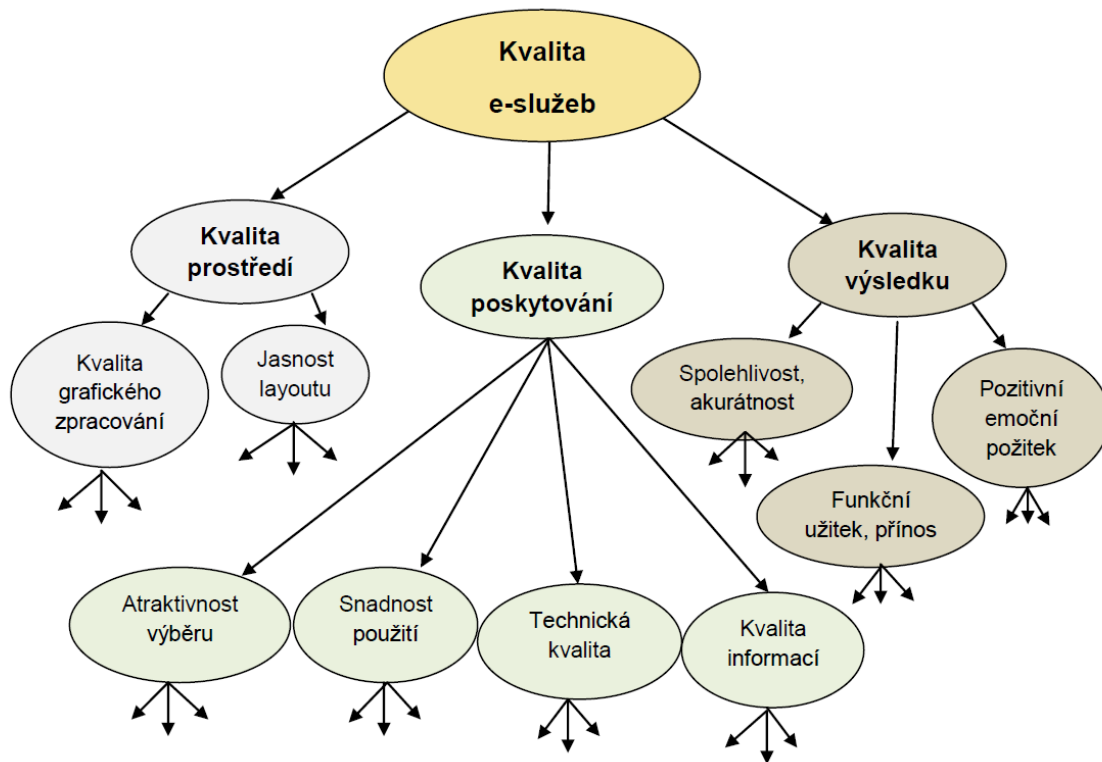 Kvalita
e-služeb
Kvalita
prostředí
Kvalita
poskytování
Kvalita
výsledku
Kvalita
grafického
zpracování
Jasnost
layoutu
Spolehlivost,
akurátnost
Pozitivní
emoční
požitek
Funkční
užitek, přínos
Atraktivnost
výběru
Snadnost
použití
Technická
kvalita
Kvalita
informací